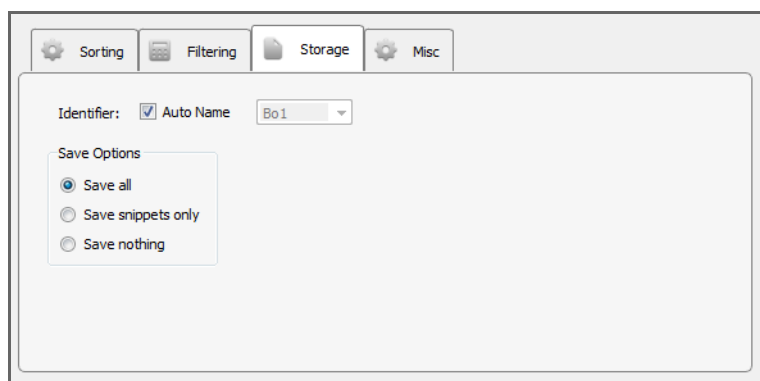 Sorting Filtering Storage Misc
Identifier: Auto Name Bo1
Save Options
Save all
Save snippets only
Save nothing